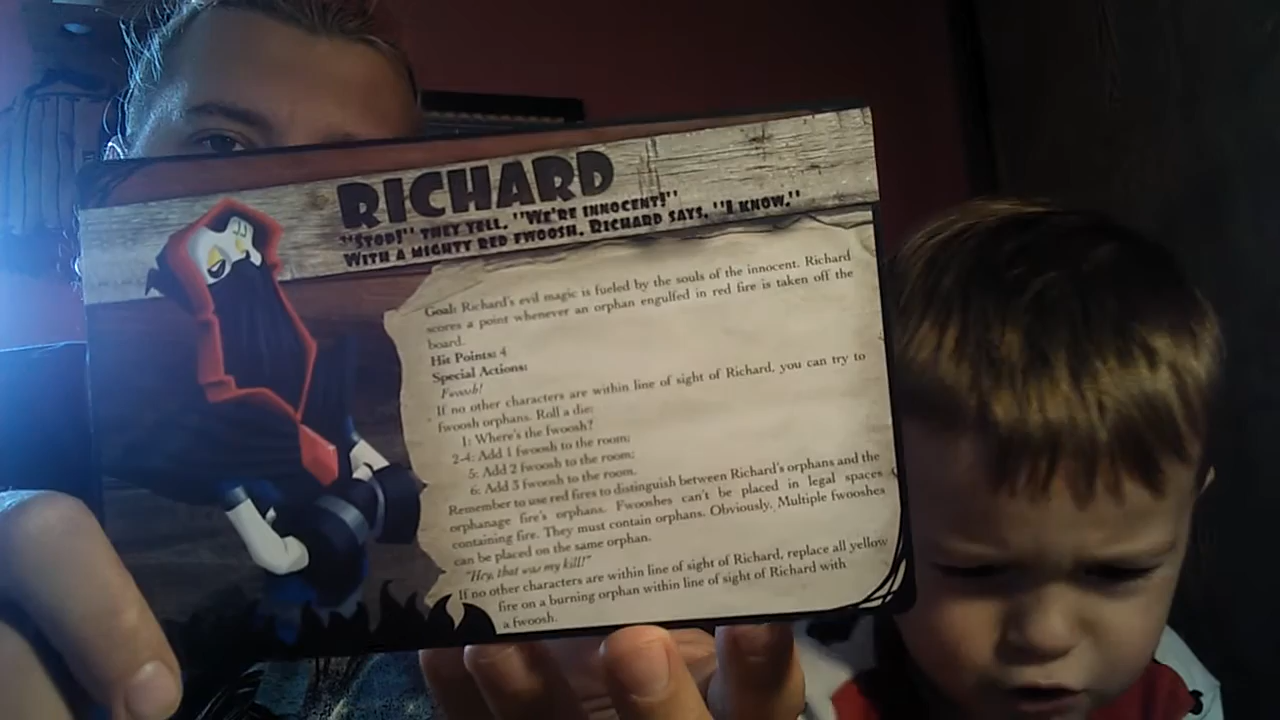 RICHARD
"STOP!" THEY YELL, "WE'RE INNOCENT!"
WITH A MIGHTY RED FWOOSH, RICHARD SAYS, "I KNOW."
Goal: Richard's evil magic is fueled by the souls of the innocent. Richard
scores a point whenever an orphan engulfed in red fire is taken off the
board.
Hit Points: 4
Special Actions:
Fwoosh!
If no other characters are within line of sight of Richard, you can try to
fwoosh orphans. Roll a die:
1: Where's the fwoosh?
2-4: Add 1 fwoosh to the room;
5: Add 2 fwoosh to the room;
6: Add 3 fwoosh to the room.
Remember to use red fires to distinguish between Richard's orphans and the
orphanage fire's orphans. Fwooshes can't be placed in legal spaces
containing fire. They must contain orphans. Obviously. Multiple fwooshes
can be placed on the same orphan.
"Hey, that was my kill!"
If no other characters are within line of sight of Richard, replace all yellow
fire on a burning orphan within line of sight of Richard with
a fwoosh.